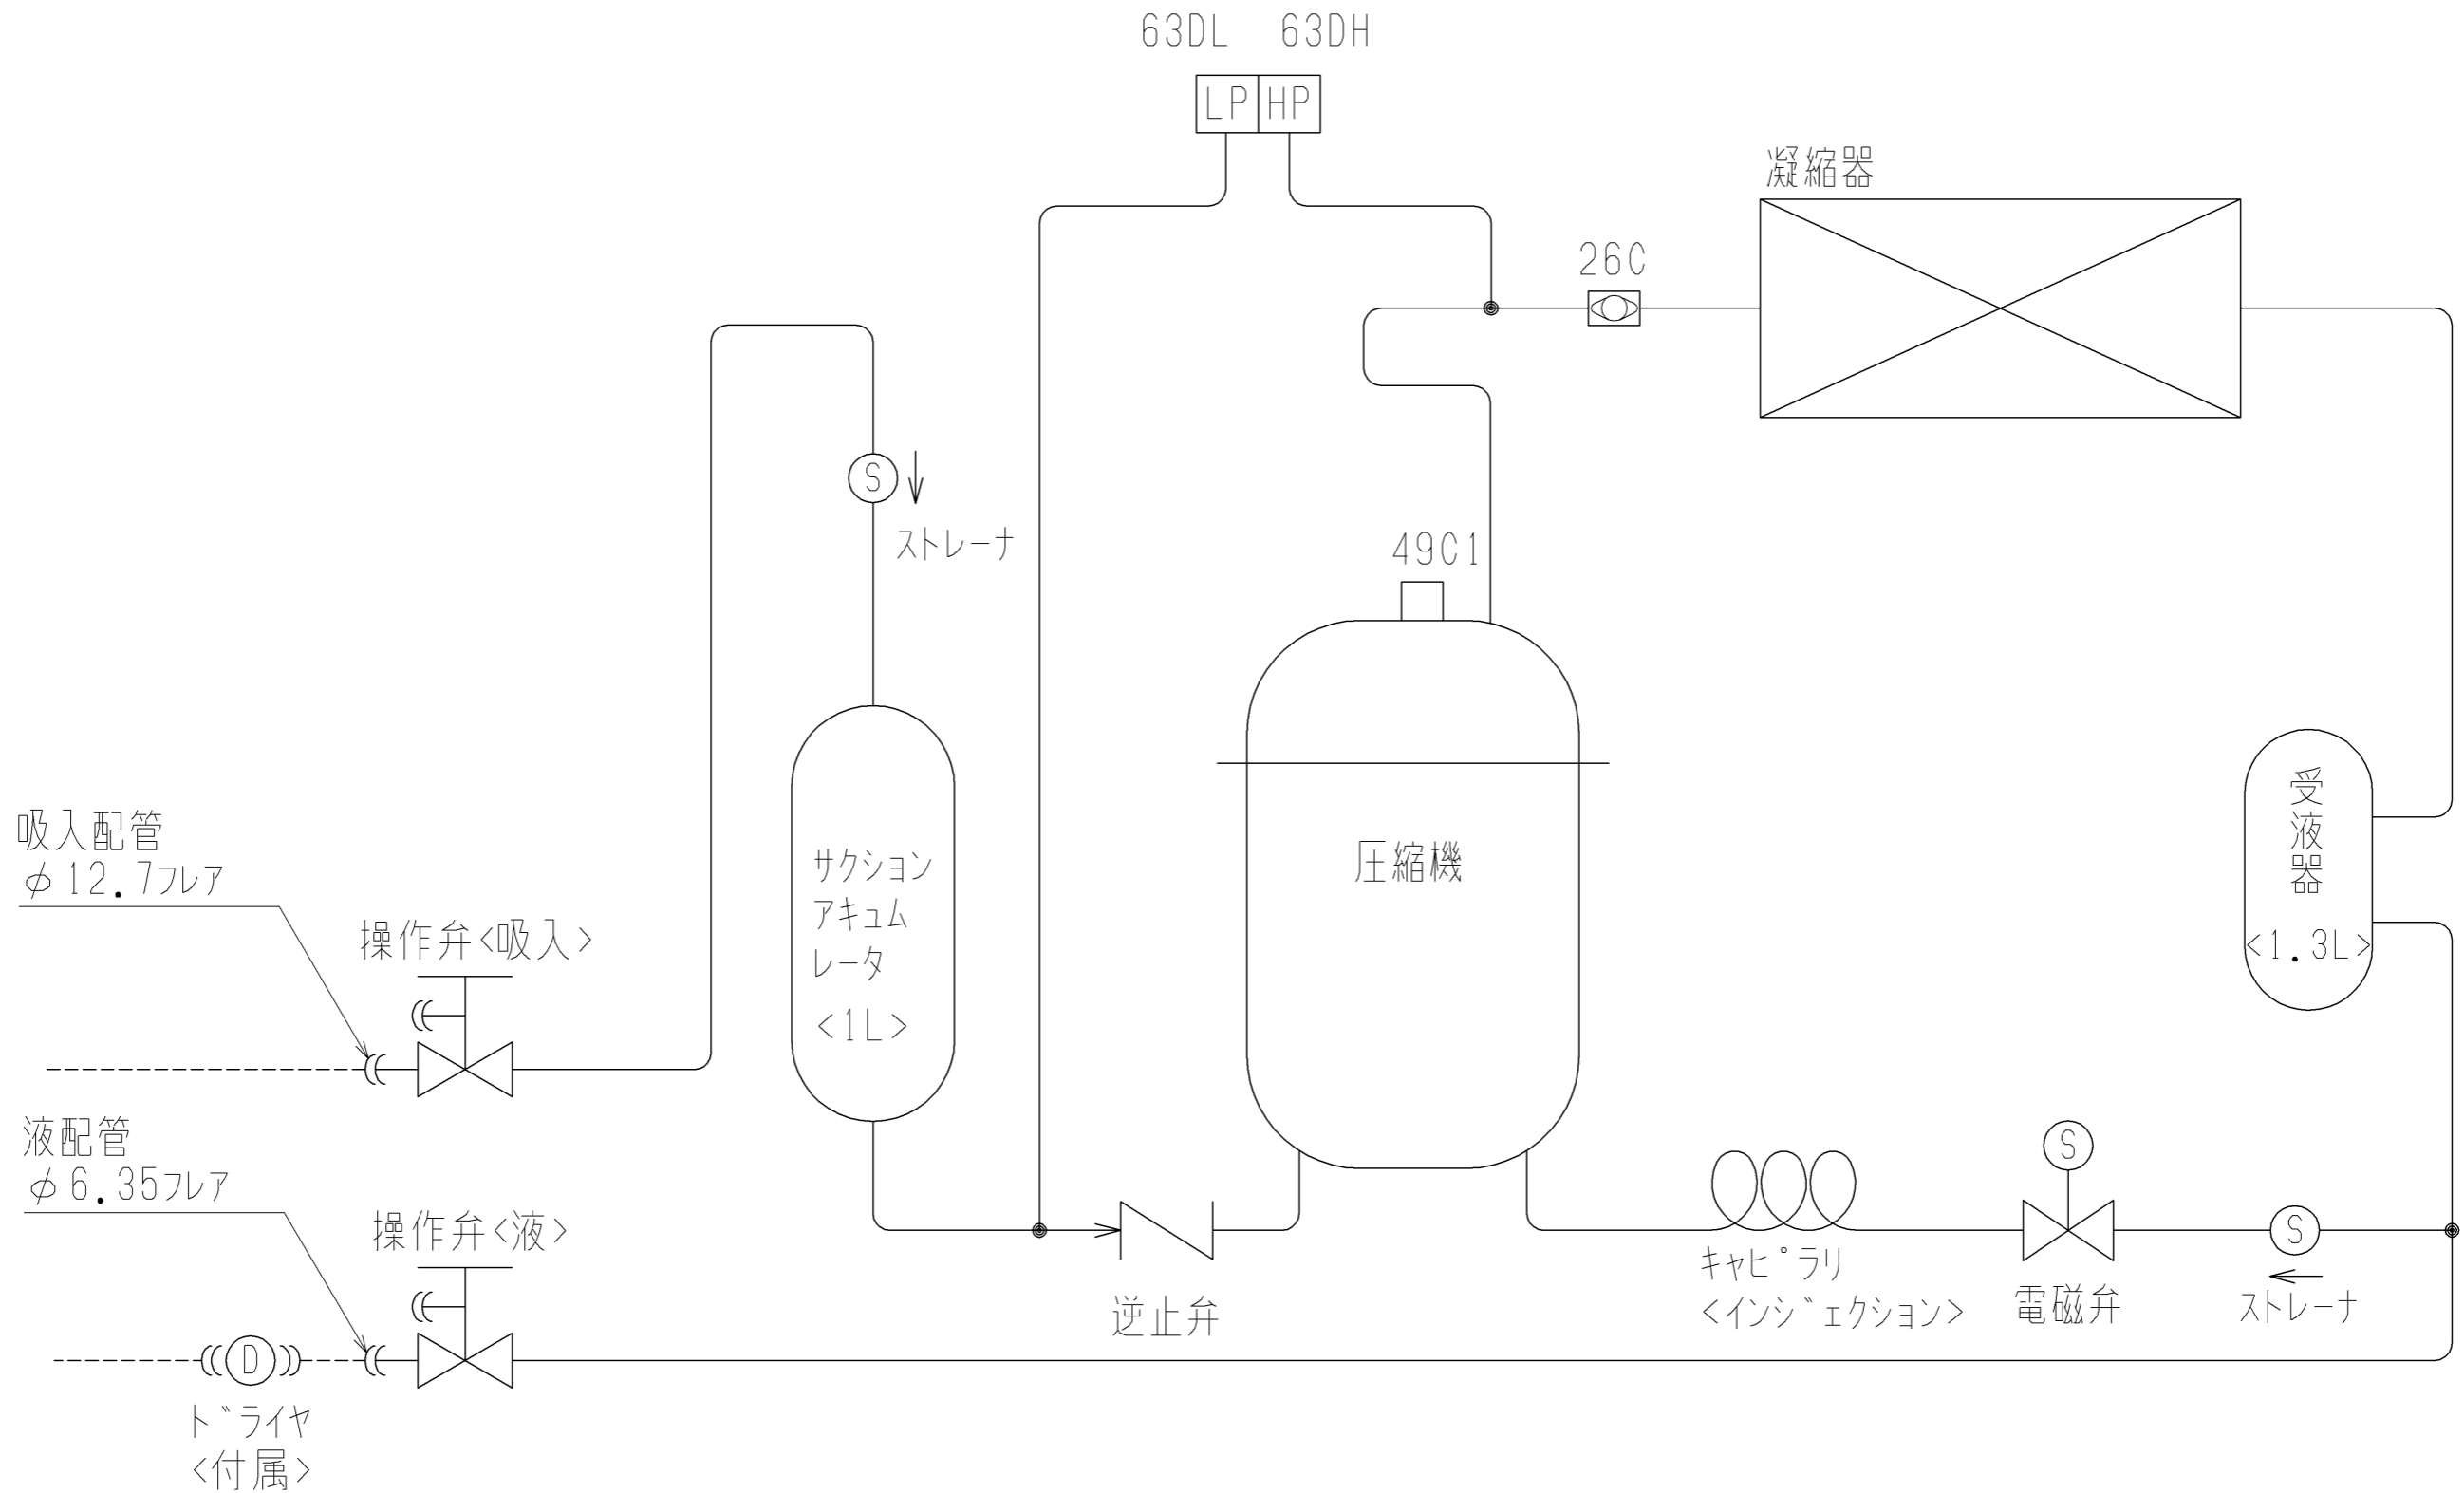 63DL 63DH
LP HP
凝縮器
26C
S
ストレーナ
49C1
吸入配管
φ12.7フレア
操作弁<吸入>
サクション
アキュム
レータ
<1L>
圧縮機
受
液
器
<1.3L>
液配管
φ6.35フレア
操作弁<液>
逆止弁
キャピラリ
<インジェクション>
S
電磁弁
S
ストレーナ
D
ドライヤ
<付属>